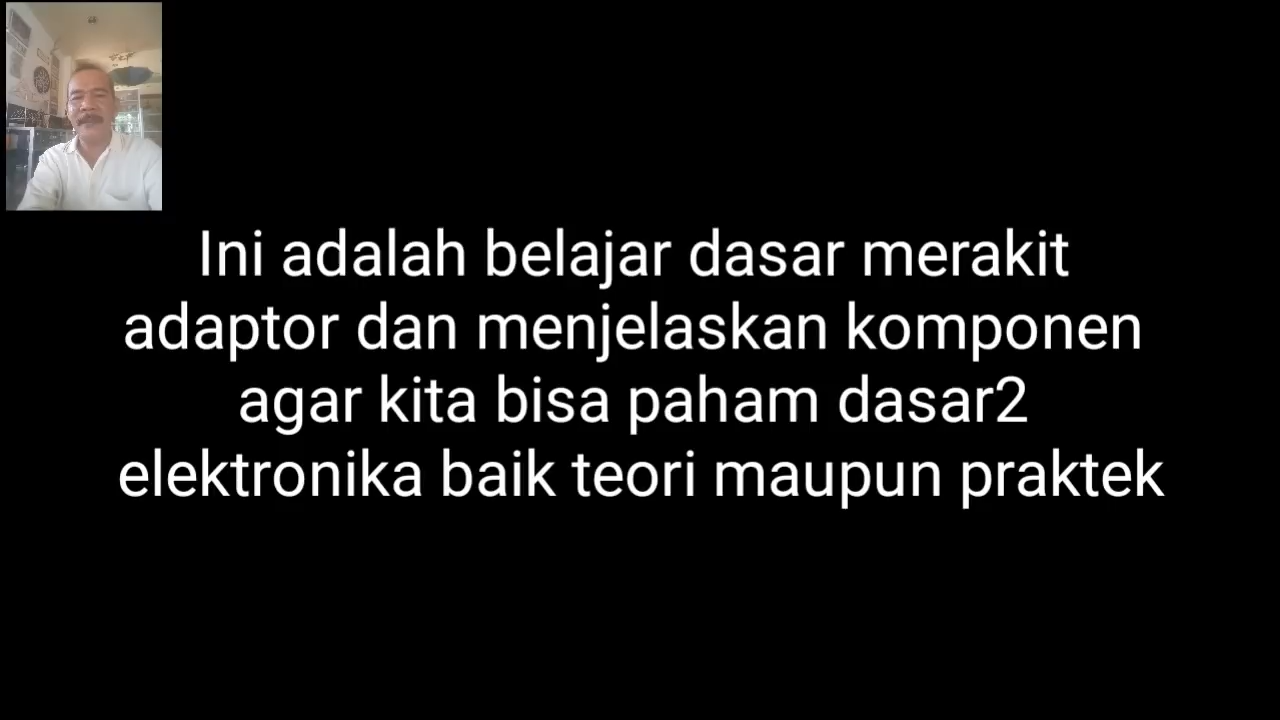 Ini adalah belajar dasar merakit
adaptor dan menjelaskan komponen
agar kita bisa paham dasar2
elektronika baik teori maupun praktek